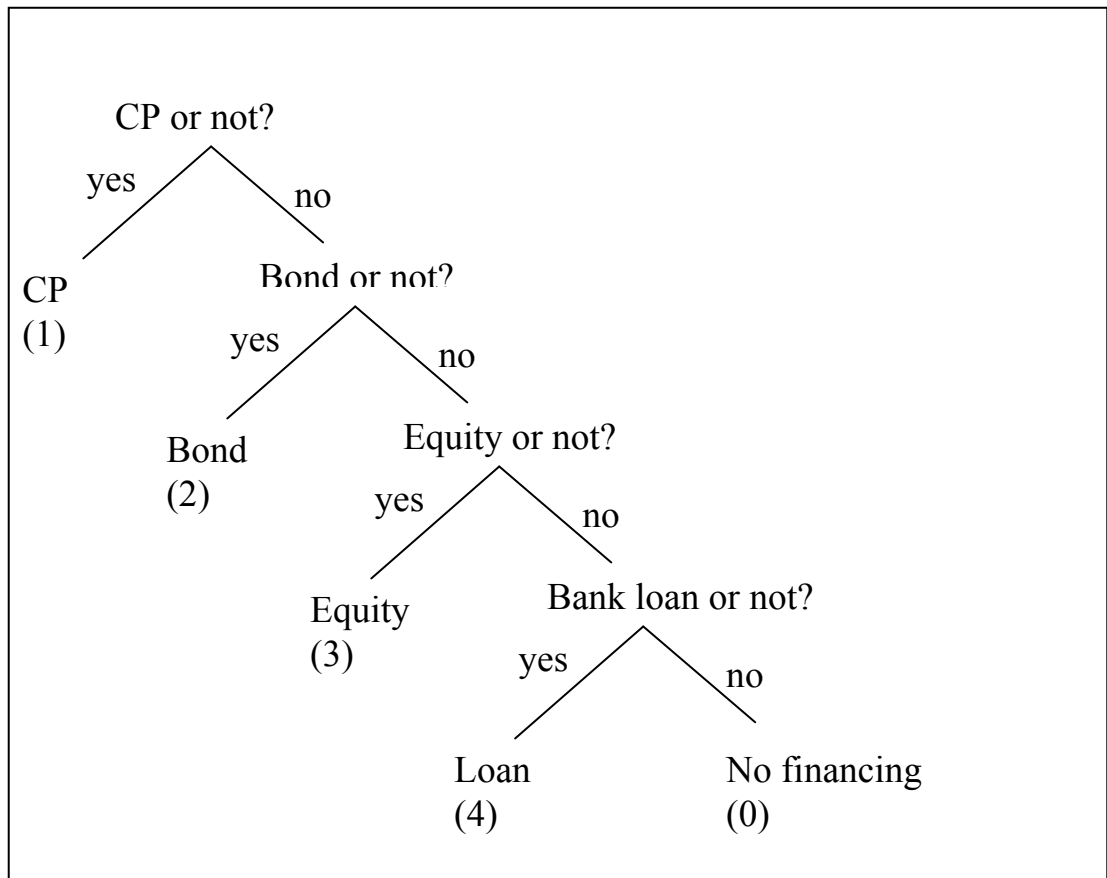 CP or not?
yes
no
CP
(1)
Bond or not?
yes
no
Bond
(2)
Equity or not?
yes
no
Equity
(3)
Bank loan or not?
yes
no
Loan
(4)
No financing
(0)